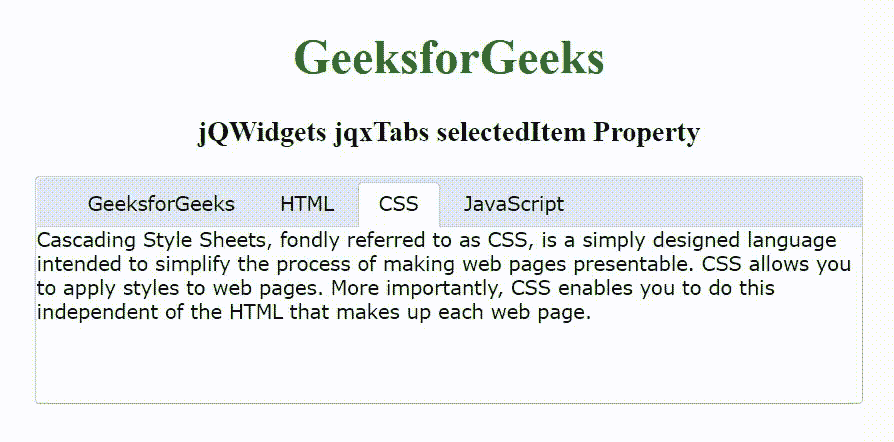 GeeksforGeeks
jQWidgets jqxTabs selectedItem Property
GeeksforGeeks HTML CSS JavaScript
Cascading Style Sheets, fondly referred to as CSS, is a simply designed language
intended to simplify the process of making web pages presentable. CSS allows you
to apply styles to web pages. More importantly, CSS enables you to do this
independent of the HTML that makes up each web page.